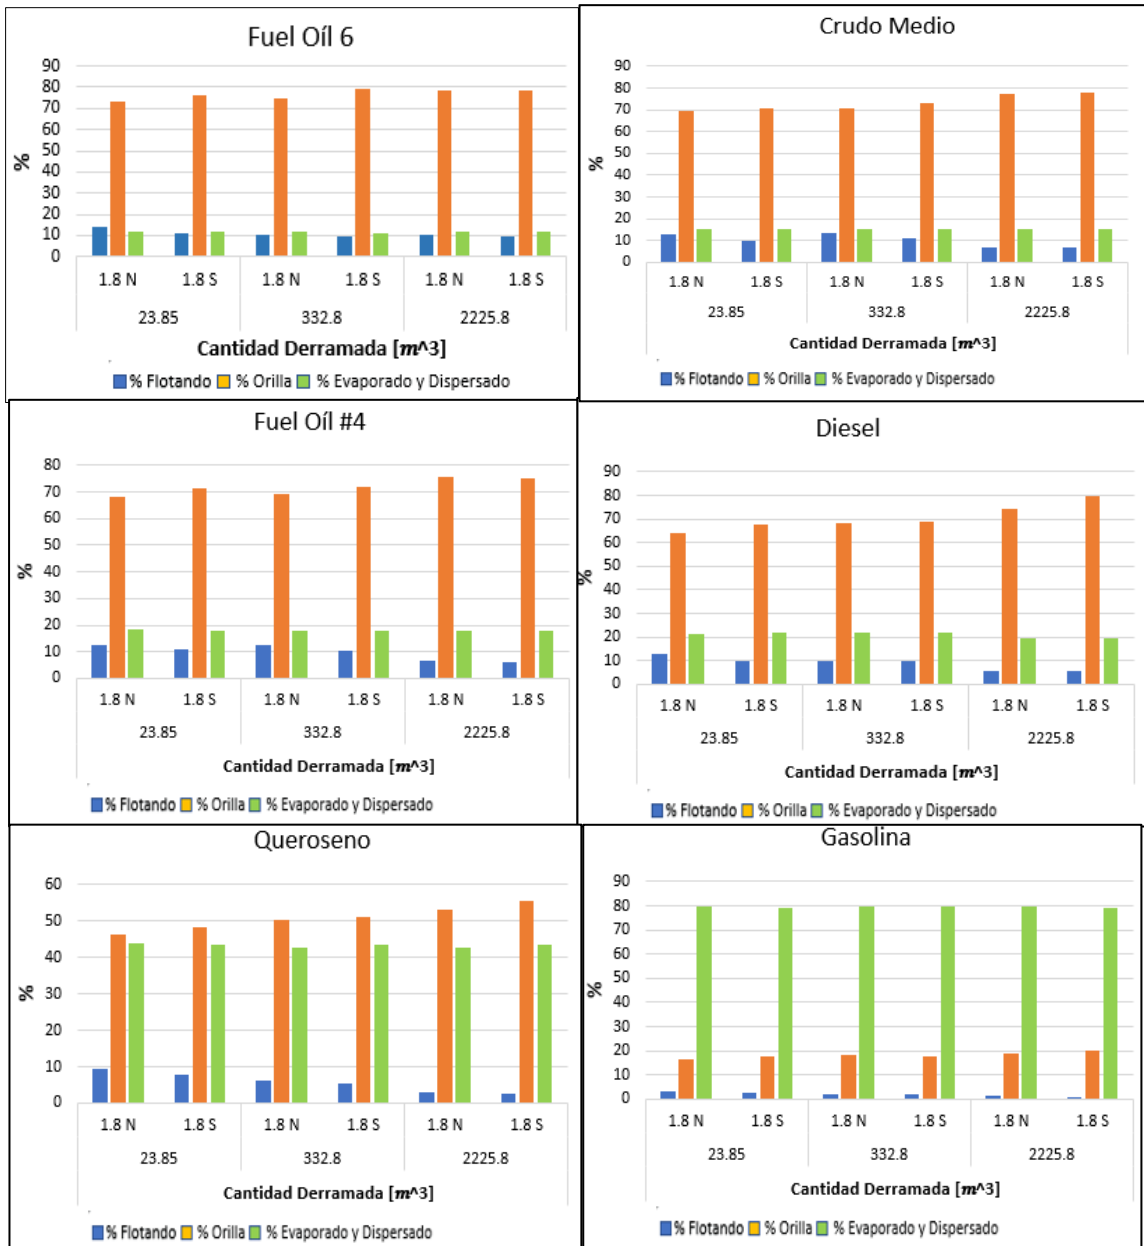 Fuel Oíl 6
%
90
80
70
60
50
40
30
20
10
0
%
1.8 N 1.8 S 1.8 N 1.8 S 1.8 N 1.8 S
23.85 332.8 2225.8
Cantidad Derramada [m^3]
% Flotando % Orilla % Evaporado y Dispersado
Crudo Medio
90
80
70
60
50
40
30
20
10
0
%
1.8 N 1.8 S 1.8 N 1.8 S 1.8 N 1.8 S
23.85 332.8 2225.8
Cantidad Derramada [m^3]
% Flotando % Orilla % Evaporado y Dispersado
Fuel Oíl #4
80
70
60
50
40
30
20
10
0
%
1.8 N 1.8 S 1.8 N 1.8 S 1.8 N 1.8 S
23.85 332.8 2225.8
Cantidad Derramada [m^3]
% Flotando % Orilla % Evaporado y Dispersado
Diesel
90
80
70
60
50
40
30
20
10
0
%
1.8 N 1.8 S 1.8 N 1.8 S 1.8 N 1.8 S
23.85 332.8 2225.8
Cantidad Derramada [m^3]
% Flotando % Orilla % Evaporado y Dispersado
Queroseno
60
50
40
30
20
10
0
%
1.8 N 1.8 S 1.8 N 1.8 S 1.8 N 1.8 S
23.85 332.8 2225.8
Cantidad Derramada [m^3]
% Flotando % Orilla % Evaporado y Dispersado
Gasolina
90
80
70
60
50
40
30
20
10
0
%
1.8 N 1.8 S 1.8 N 1.8 S 1.8 N 1.8 S
23.85 332.8 2225.8
Cantidad Derramada [m^3]
% Flotando % Orilla % Evaporado y Dispersado